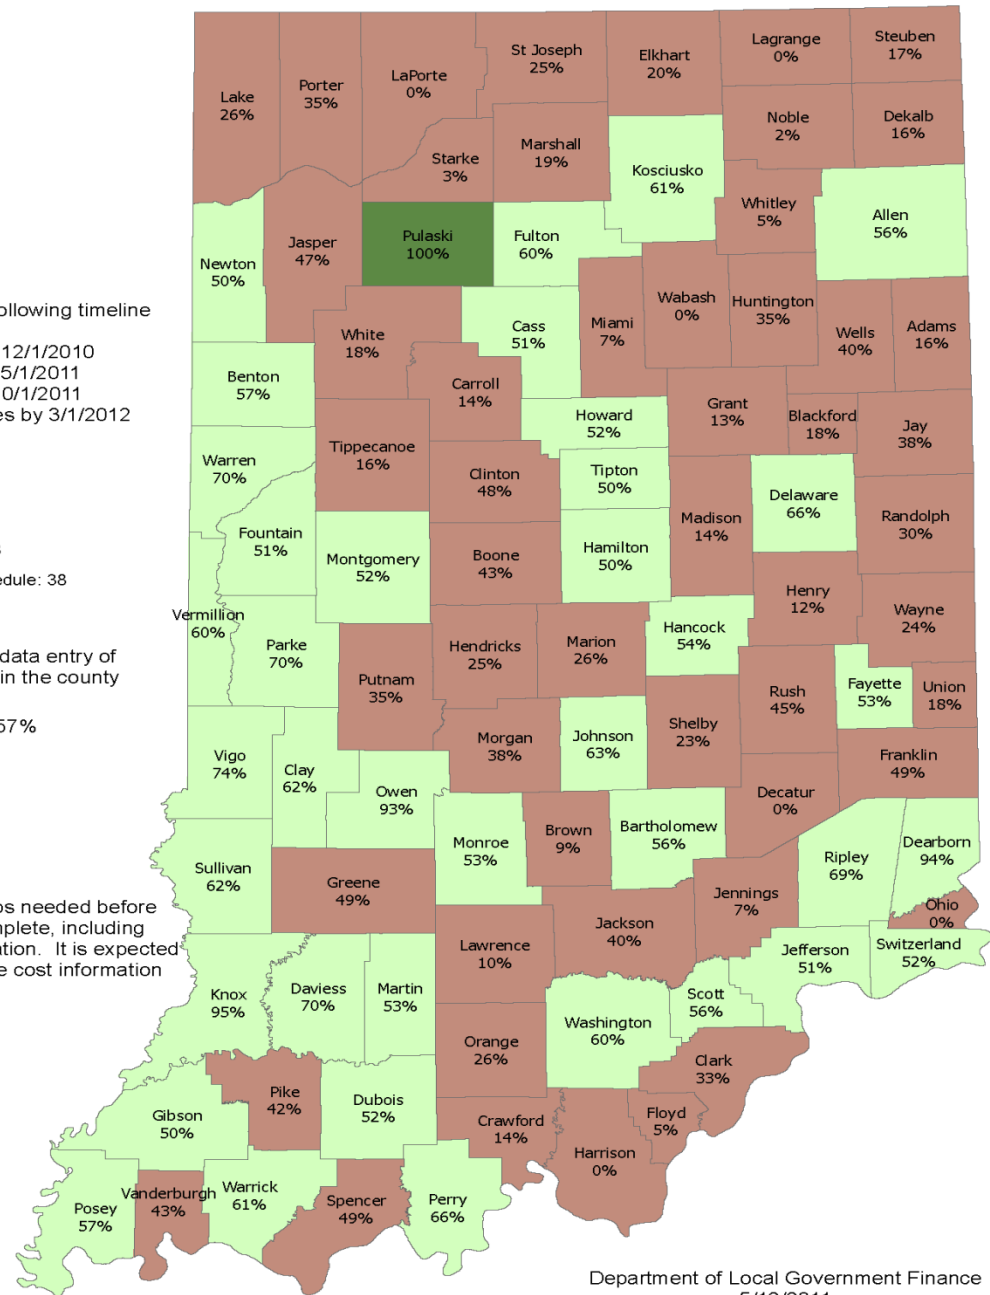 St Joseph
25%
Elkhart
20%
Lagrange
0%
Steuben
17%
Lake
26%
Porter
35%
LaPorte
0%
Noble
2%
Dekalb
16%
Starke
3%
Marshall
19%
Kosciusko
61%
Whitley
5%
Allen
56%
Newton
50%
Jasper
47%
Pulaski
100%
Fulton
60%
ollowing timeline
12/1/2010
5/1/2011
0/1/2011
es by 3/1/2012
White
18%
Cass
51%
Miami
7%
Wabash
0%
Huntington
35%
Wells
40%
Adams
16%
Benton
57%
Carroll
14%
Howard
52%
Grant
13%
Blackford
18%
Jay
38%
Warren
70%
Tippecanoe
16%
Clinton
48%
Tipton
50%
Delaware
66%
Madison
14%
Randolph
30%
Fountain
51%
Montgomery
52%
Boone
43%
Hamilton
50%
Henry
12%
Wayne
24%
edule: 38
Vermillion
60%
Parke
70%
Putnam
35%
Hendricks
25%
Marion
26%
Hancock
54%
data entry of
in the county
57%
Rush
45%
Fayette
53%
Union
18%
Vigo
74%
Clay
62%
Owen
93%
Morgan
38%
Johnson
63%
Shelby
23%
Franklin
49%
Decatur
0%
Sullivan
62%
Greene
49%
Monroe
53%
Brown
9%
Bartholomew
56%
Ripley
69%
Dearborn
94%
Jennings
7%
Ohio
0%
ps needed before
mplete, including
ation. It is expected
e cost information
Lawrence
10%
Jackson
40%
Jefferson
51%
Switzerland
52%
Knox
95%
Daviess
70%
Martin
53%
Washington
60%
Scott
56%
Orange
26%
Clark
33%
Gibson
50%
Pike
42%
Dubois
52%
Crawford
14%
Floyd
5%
Harrison
0%
Posey
57%
Vanderburgh
43%
Warrick
61%
Spencer
49%
Perry
66%
Department of Local Government Finance